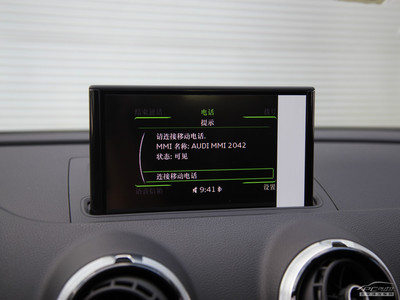 电话
提示
请连接移动电话.
MMI 名称: AUDI MMI 2042
状态: 可见
连接移动电话
9:41
设置